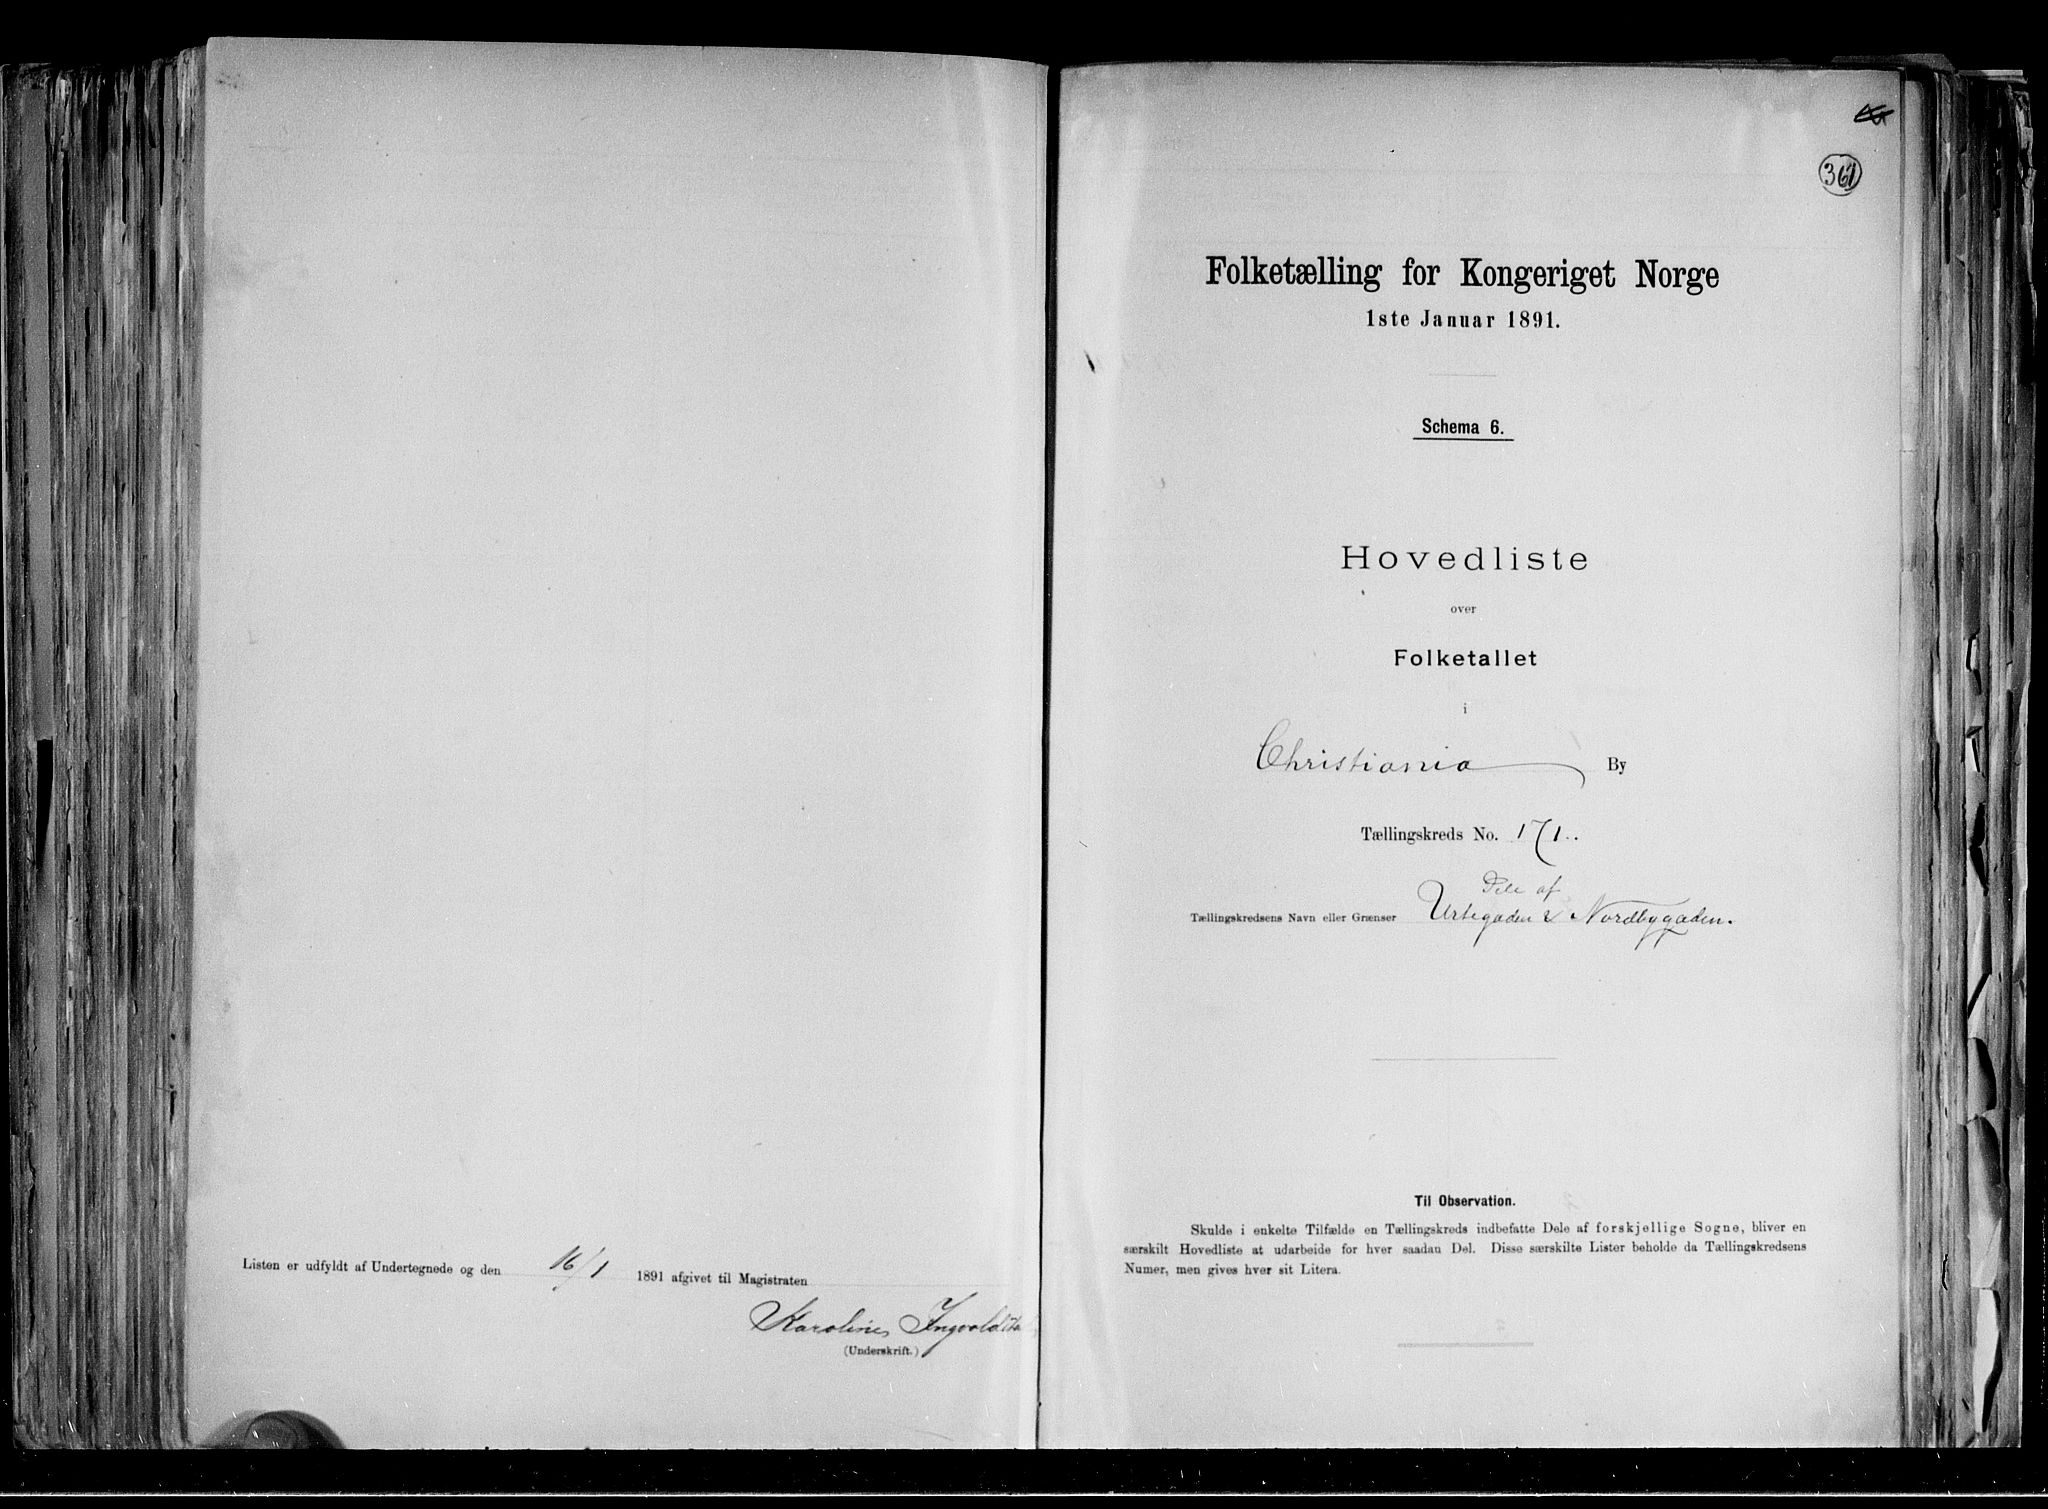 Listen er udfyldt af Undertegnede og den 16/1 1891 afgivet til Magistraten
Karoline Ingvoldsta
(Underskrift.)
361
Folketælling for Kongeriget Norge
1ste Januar 1891.
Schema 6.
Hovedliste
over
Folketallet
i
Christiania By
Tællingskreds No. 171.
Dele af
Tællingskredsens Navn eller Grænser Urtegaden & Nordbygaden.
Til Observation.
Skulde i enkelte Tilfælde en Tællingskreds indbefatte Dele af forskjellige Sogne, bliver en
særskilt Hovedliste at udarbeide for hver saadan Del. Disse særskilte Lister beholde da Tællingskredsens
Numer, men gives hver sit Litera.